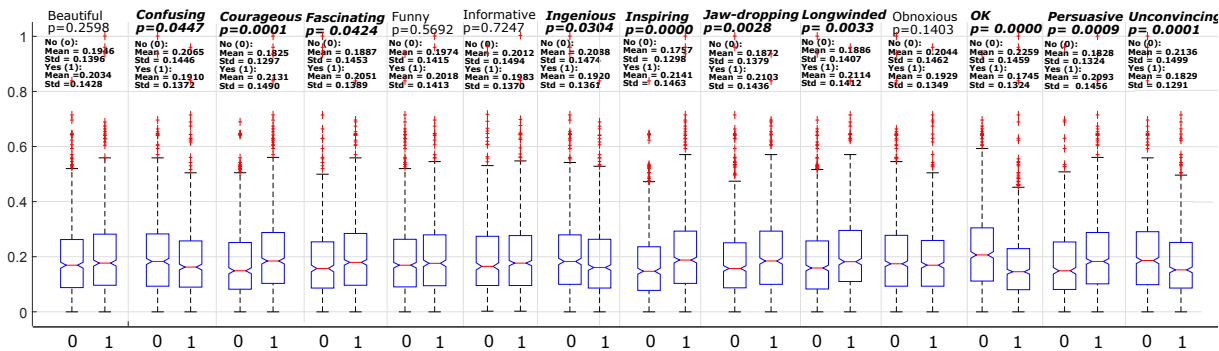 Beautiful
p=0.2598
No (o):
Mean = 0.1946
Std = 0.1396
Yes (1):
Mean = 0.2034
Std = 0.1428
Confusing
p=0.0447
No (0):
Mean = 0.2065
Std = 0.1446
Yes (1):
Mean = 0.1910
Std = 0.1372
Courageous
p=0.0001
No (0):
Mean = 0.1825
Std = 0.1297
Yes (1):
Mean = 0.2131
Std = 0.1490
Fascinating
p= 0.0424
No (0):
Mean = 0.1887
Std = 0.1453
Yes (1):
Mean = 0.2051
Std = 0.1389
Funny
p=0.5692
No (0):
Mean = 0.1974
Std = 0.1415
Yes (1):
Mean = 0.2018
Std = 0.1413
Informative
p=0.7247
No (0):
Mean = 0.2012
Std = 0.1494
Yes (1):
Mean = 0.1983
Std = 0.1370
Ingenious
p=0.0304
No (0):
Mean = 0.2088
Std = 0.1474
Yes (1):
Mean = 0.1920
Std = 0.1361
Inspiring
p=0.0000
No (0):
Mean = 0.1757
Std = 0.1298
Yes (1):
Mean = 0.2141
Std = 0.1463
Jaw-dropping
p=0.0028
No (0):
Mean = 0.1872
Std = 0.1379
Yes (1):
Mean = 0.2103
Std = 0.1436
Longwinded
p= 0.0033
No (0):
Mean = 0.1886
Std = 0.1407
Yes (1):
Mean = 0.2114
Std = 0.1412
Obnoxious
p=0.1403
No (0):
Mean = 0.2044
Std = 0.1462
Yes (1):
Mean = 0.1929
Std = 0.1349
OK
p= 0.0000
No (0):
Mean = 0.2259
Std = 0.1459
Yes (1):
Mean = 0.1745
Std = 0.1324
Persuasive
p= 0.0009
No (0):
Mean = 0.1828
Std = 0.1324
Yes (1):
Mean = 0.2093
Std = 0.1456
Unconvincing
p= 0.0001
No (0):
Mean = 0.2136
Std = 0.1499
Yes (1):
Mean = 0.1829
Std = 0.1291
1
0.8
0.6
0.4
0.2
0
0 1 0 1 0 1 0 1 0 1 0 1 0 1 0 1 0 1 0 1 0 1 0 1 0 1 0 1